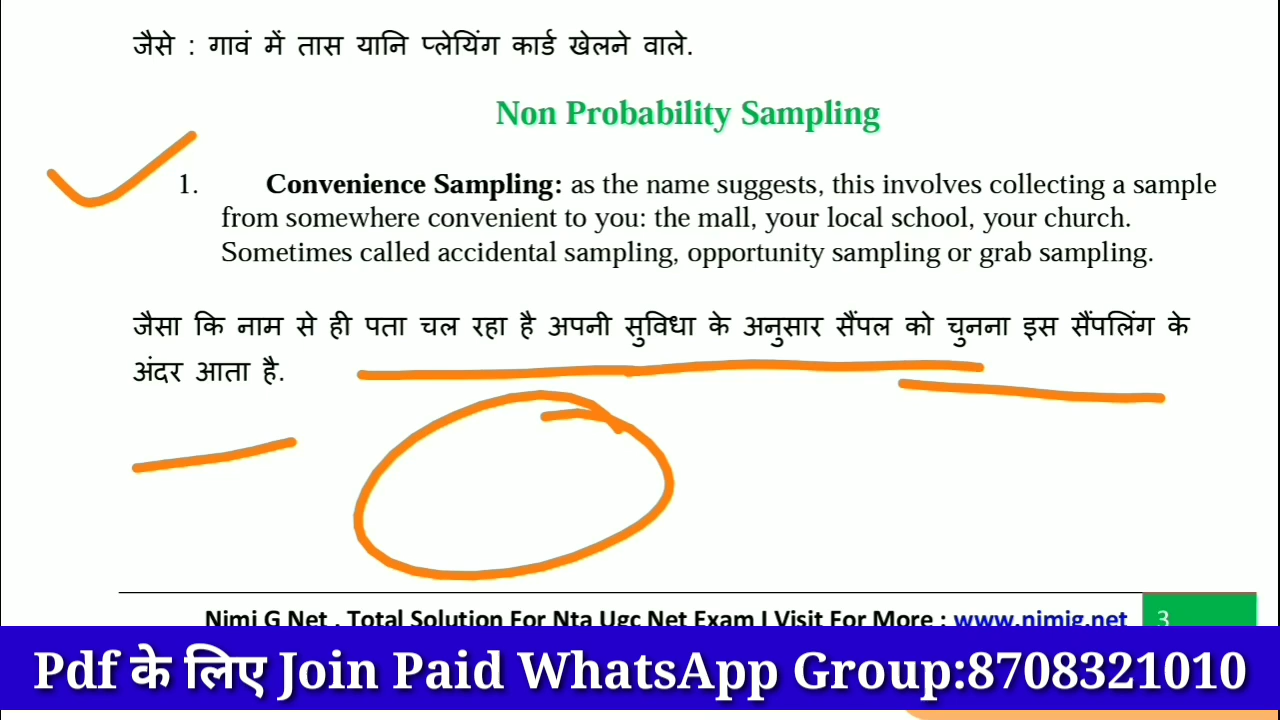 जैसे : गावं में तास यानि प्लेयिंग कार्ड खेलने वाले.
Non Probability Sampling
1. Convenience Sampling: as the name suggests, this involves collecting a sample
from somewhere convenient to you: the mall, your local school, your church.
Sometimes called accidental sampling, opportunity sampling or grab sampling.
जैसा कि नाम से ही पता चल रहा है अपनी सुविधा के अनुसार सैंपल को चुनना इस सैंपलिंग के
अंदर आता है.
Nimi G Net . Total Solution For Nta Ugc Net Exam I Visit For More : www.nimig.net 3
Pdf के लिए Join Paid WhatsApp Group:8708321010